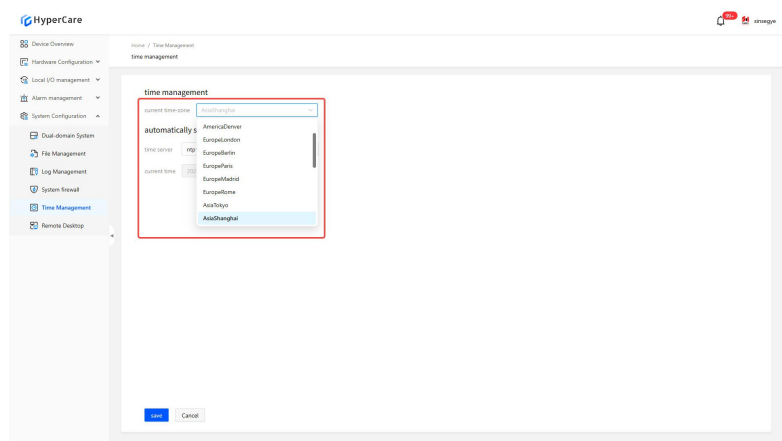 HyperCare
99+
sinsegye
Device Overview
Hardware Configuration
Local I/O management
Alarm management
System Configuration
Dual-domain System
File Management
Log Management
System firewall
Time Management
Remote Desktop
Home / Time Management
time management
time management
current time-zone AsiaShanghai
automatically s
time server ntp
current time 202
AmericaDenver
EuropeLondon
EuropeBerlin
EuropeParis
EuropeMadrid
EuropeRome
AsiaTokyo
AsiaShanghai
save Cancel